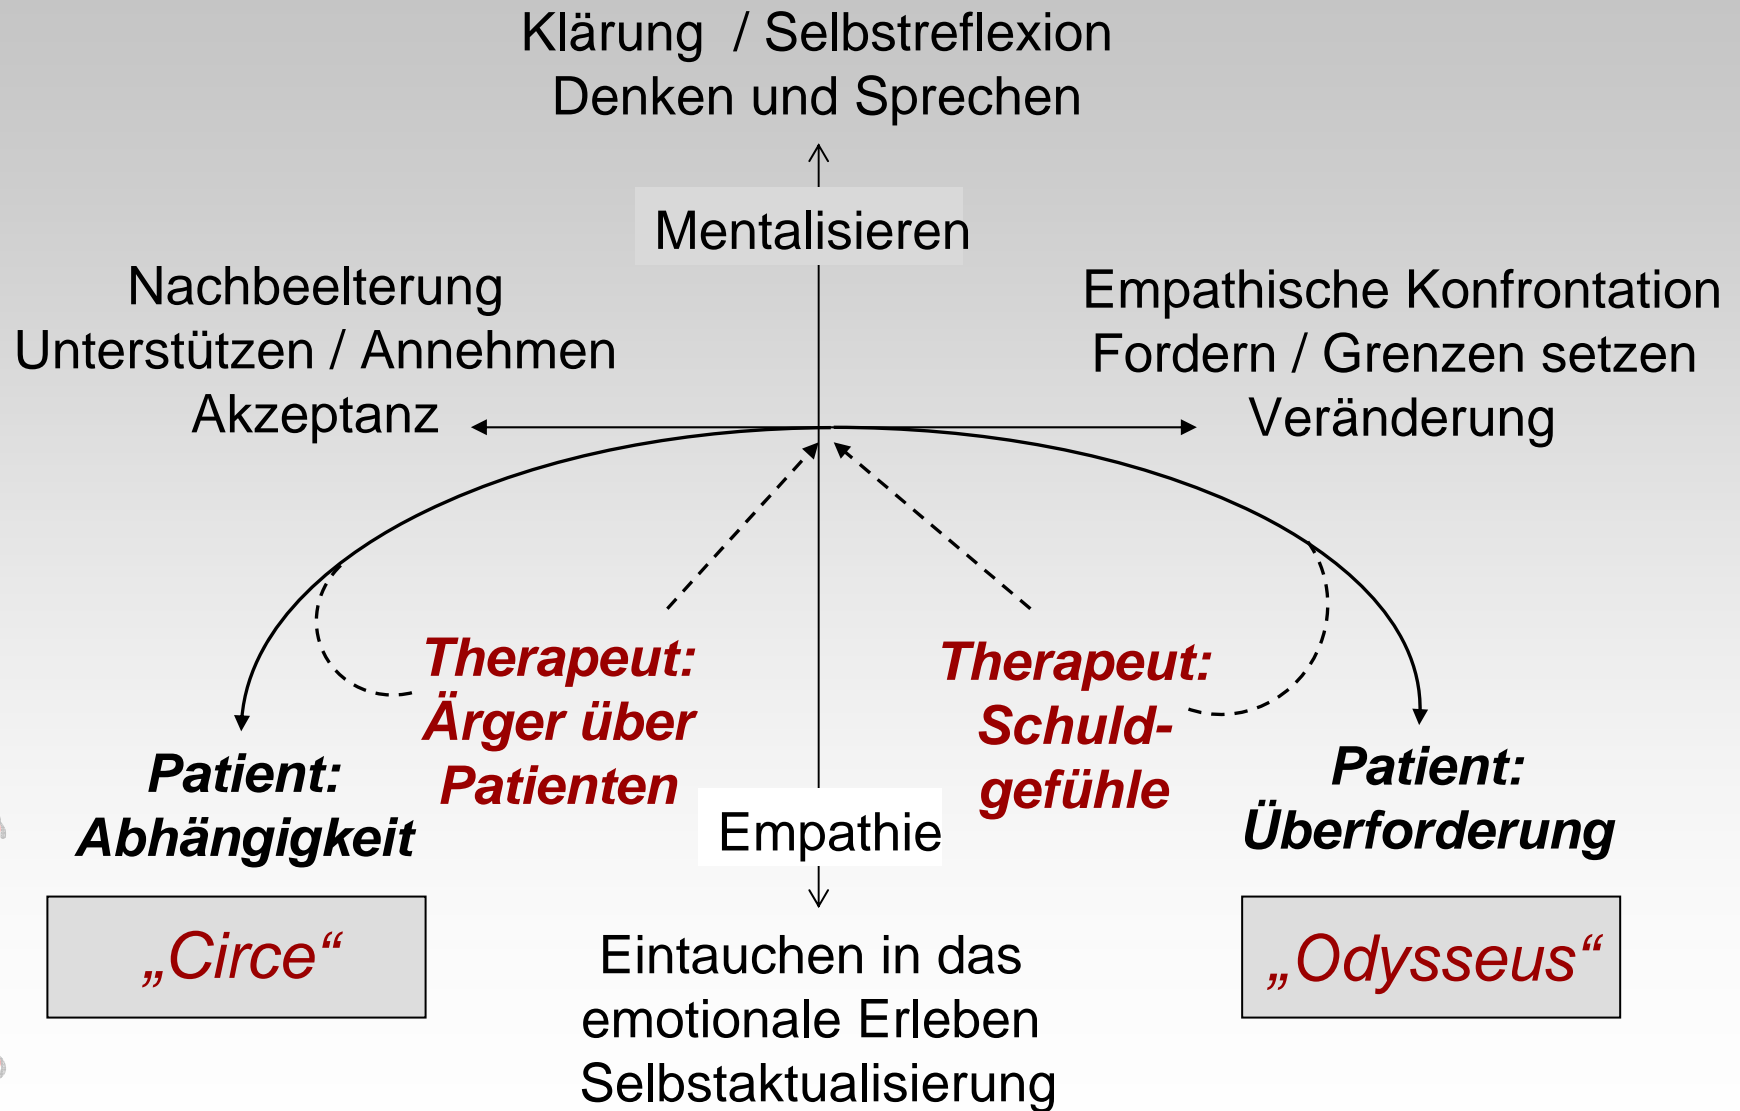 Klärung / Selbstreflexion
Denken und Sprechen
Mentalisieren
Nachbeelterung
Unterstützen / Annehmen
Akzeptanz
Empathische Konfrontation
Fordern / Grenzen setzen
Veränderung
Therapeut:
Ärger über
Patienten
Therapeut:
Schuld-
gefühle
Patient:
Abhängigkeit
Patient:
Überforderung
Empathie
„Circe“
„Odysseus“
Eintauchen in das
emotionale Erleben
Selbstaktualisierung